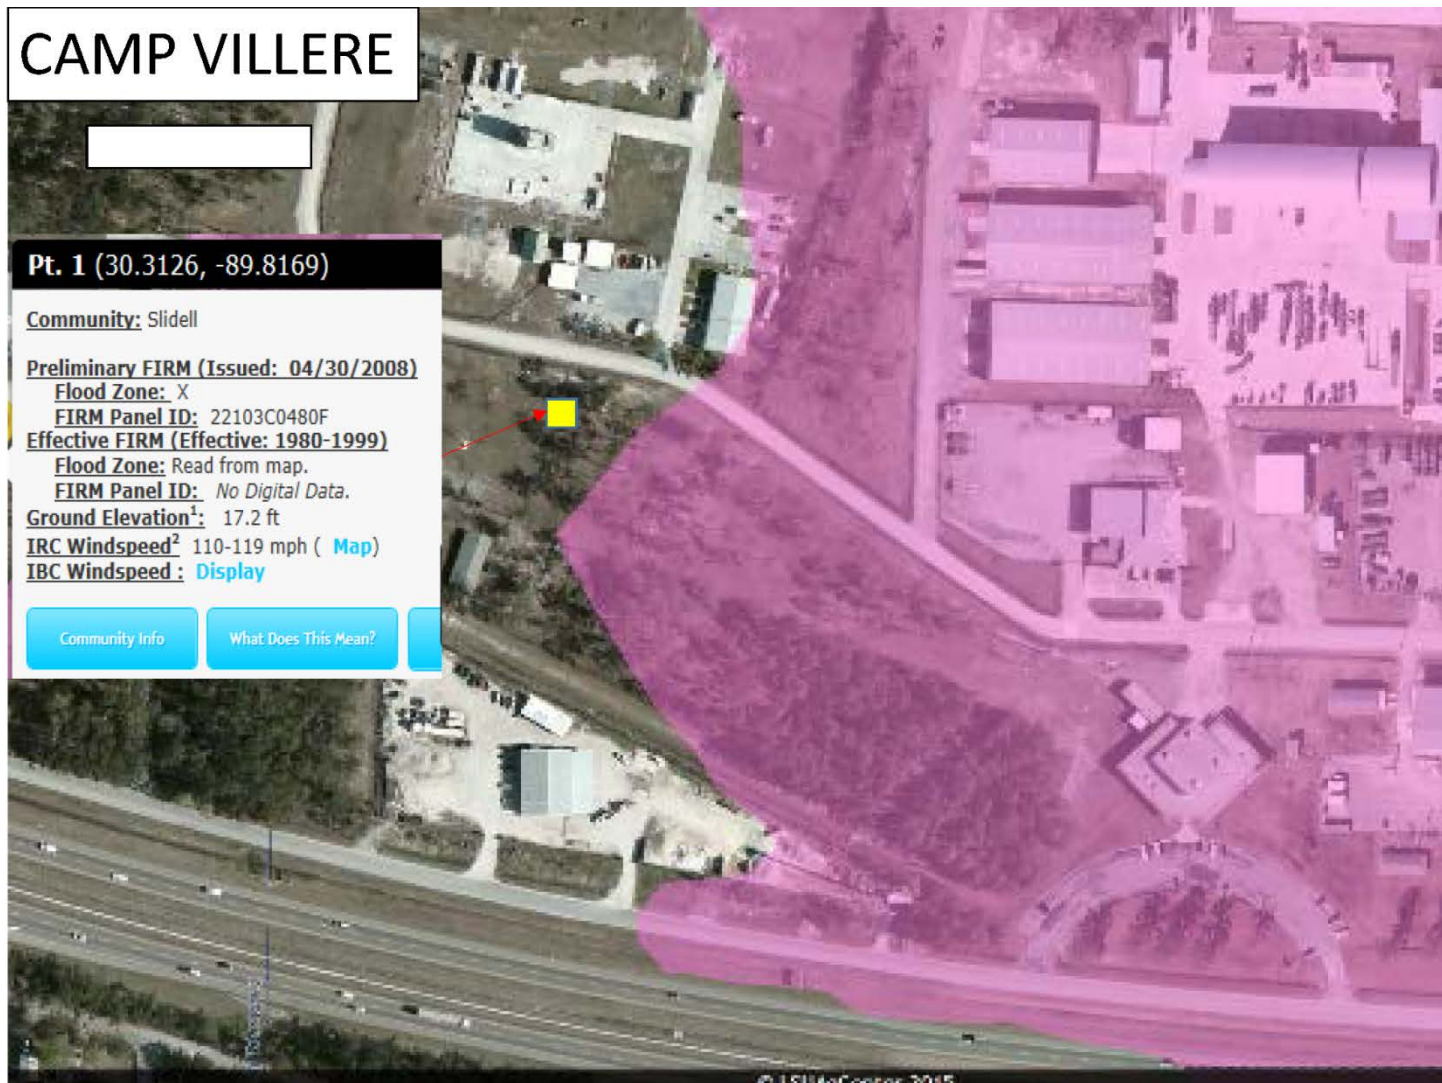 CAMP VILLERE
Pt. 1 (30.3126, -89.8169)
Community: Slidell
Preliminary FIRM (Issued: 04/30/2008)
Flood Zone: X
FIRM Panel ID: 22103C0480F
Effective FIRM (Effective: 1980-1999)
Flood Zone: Read from map.
FIRM Panel ID: No Digital Data.
Ground Elevation¹: 17.2 ft
IRC Windspeed² 110-119 mph ( Map)
IBC Windspeed : Display
Community Info
What Does This Mean?
© LSUAgCenter 2015